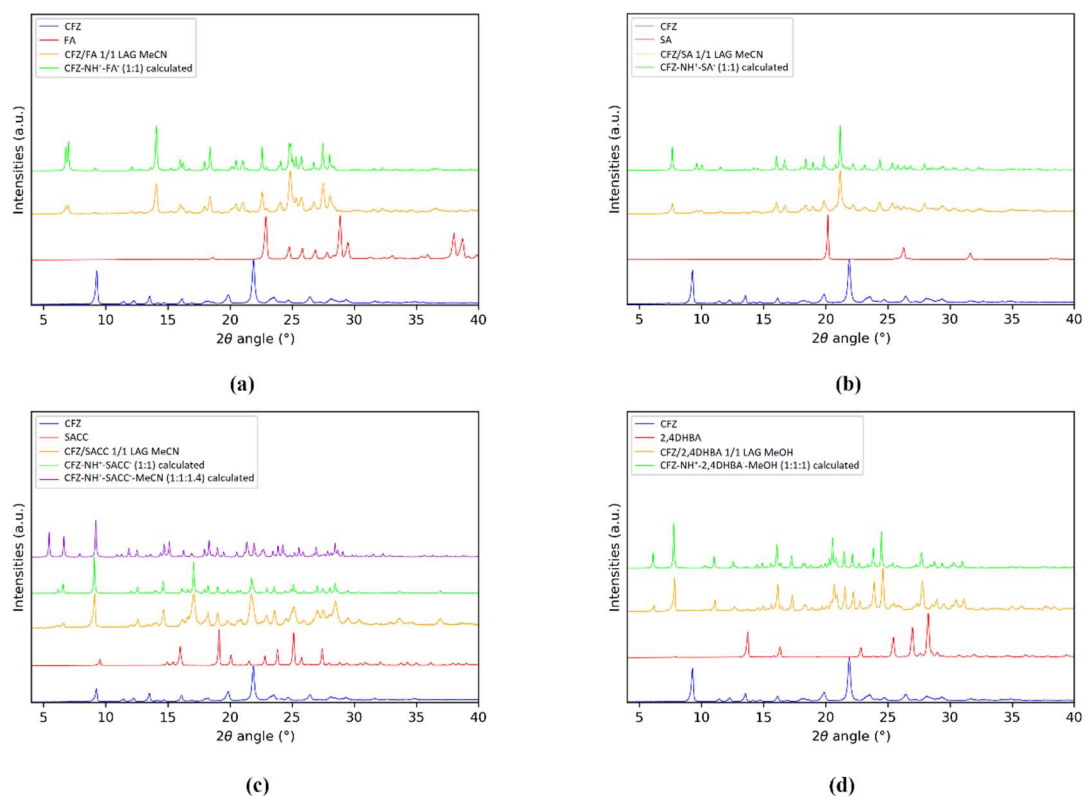 CFZ
FA
CFZ/FA 1/1 LAG MeCN
CFZ-NH⁺-FA⁻ (1:1) calculated
Intensities (a.u.)
5 10 15 20 25 30 35 40
2θ angle (°)
(a)
CFZ
SA
CFZ/SA 1/1 LAG MeCN
CFZ-NH⁺-SA⁻ (1:1) calculated
Intensities (a.u.)
5 10 15 20 25 30 35 40
2θ angle (°)
(b)
CFZ
SACC
CFZ/SACC 1/1 LAG MeCN
CFZ-NH⁺-SACC⁻ (1:1) calculated
CFZ-NH⁺-SACC⁻-MeCN (1:1:1.4) calculated
Intensities (a.u.)
5 10 15 20 25 30 35 40
2θ angle (°)
(c)
CFZ
2,4DHBA
CFZ/2,4DHBA 1/1 LAG MeOH
CFZ-NH⁺-2,4DHBA⁻-MeOH (1:1:1) calculated
Intensities (a.u.)
5 10 15 20 25 30 35 40
2θ angle (°)
(d)